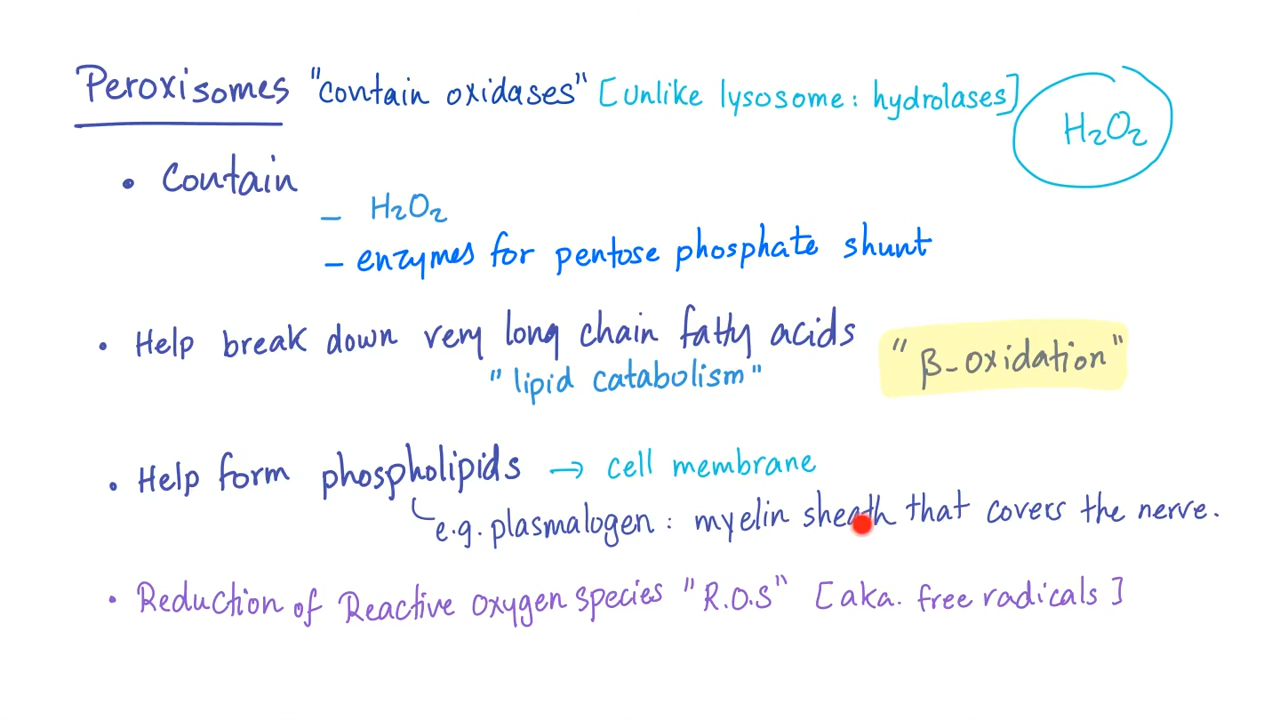 Peroxisomes "contain oxidases" [unlike lysosome: hydrolases]
H₂O₂
• Contain
– H₂O₂
– enzymes for pentose phosphate shunt
• Help break down very long chain fatty acids
"β-oxidation"
"lipid catabolism"
• Help form phospholipids → cell membrane
e.g. plasmalogen: myelin sheath that covers the nerve.
• Reduction of Reactive oxygen species "R.O.S" [aka. free radicals]